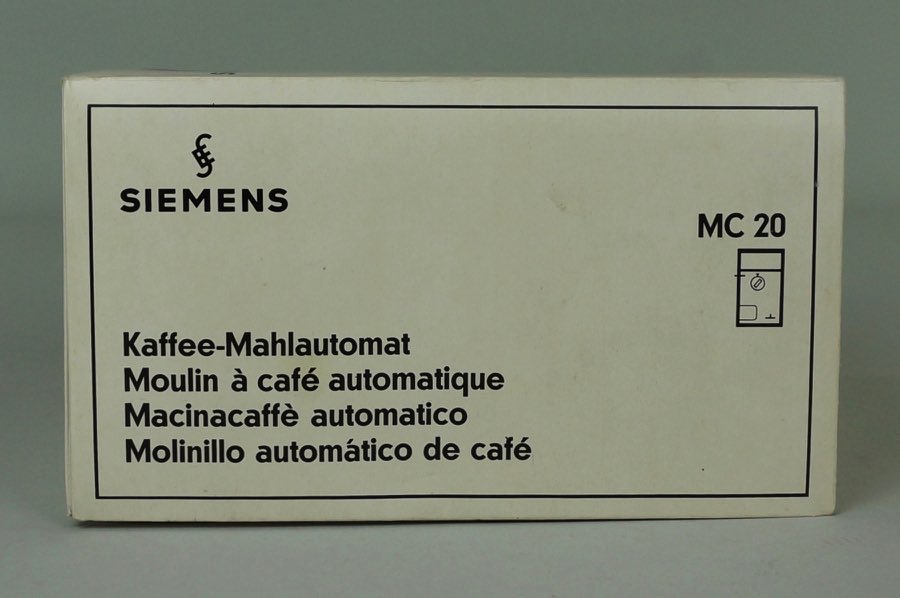 SIEMENS
MC 20
Kaffee-Mahlautomat
Moulin à café automatique
Macinacaffè automatico
Molinillo automático de café